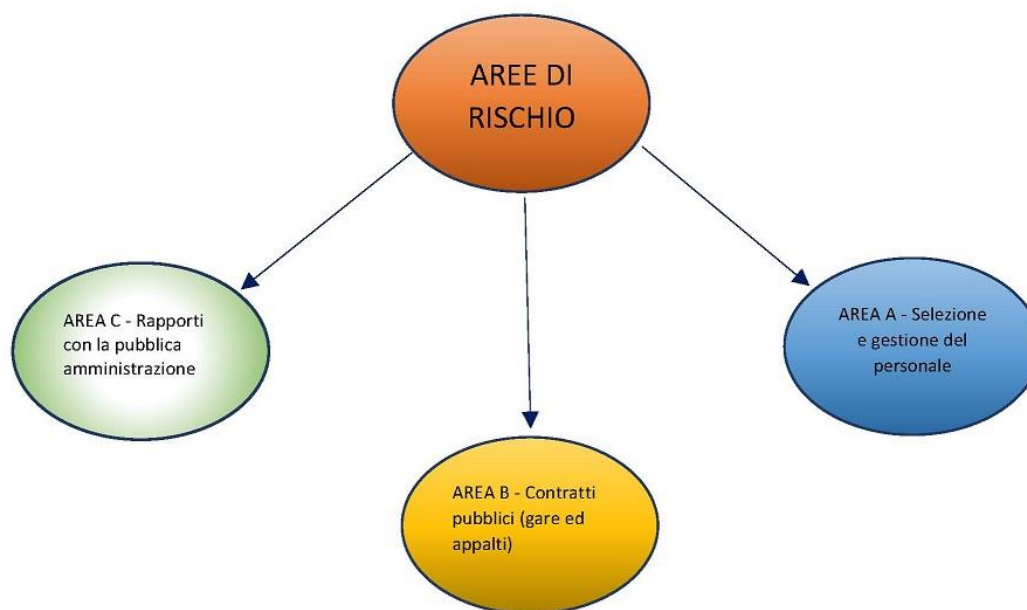 AREE DI
RISCHIO
AREA C - Rapporti
con la pubblica
amministrazione
AREA A - Selezione
e gestione del
personale
AREA B - Contratti
pubblici (gare ed
appalti)